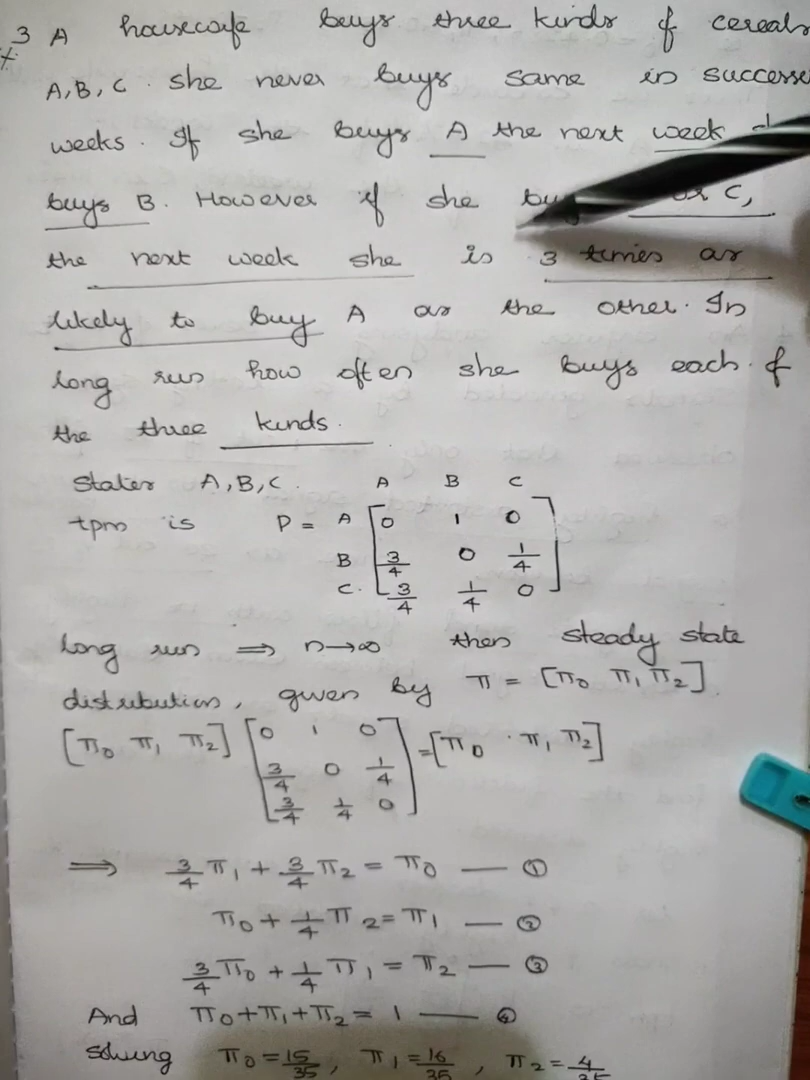 3 A housewife buys three kinds of cereals
A, B, C. she never buys same in successe
weeks. If she buys A the next week
buys B. However if she buy or C,
the next week she is 3 times as
likely to buy A as the other. In
long run how often she buys each of
the three kinds.
States A, B, C. A B C
tpm is P = A [0 1 0
B 3/4 0 1/4
C. 3/4 1/4 0]
long run ⇒ n→∞ then steady state
distribution, given by π = [π₀ π₁ π₂]
[π₀ π₁ π₂] [0 1 0
3/4 0 1/4
3/4 1/4 0] = [π₀ π₁ π₂]
⇒ 3/4 π₁ + 3/4 π₂ = π₀ — ①
π₀ + 1/4 π₂ = π₁ — ②
3/4 π₀ + 1/4 π₁ = π₂ — ③
And π₀+π₁+π₂ = 1 — ④
Solving π₀ = 15/35, π₁ = 16/35, π₂ = 4/35